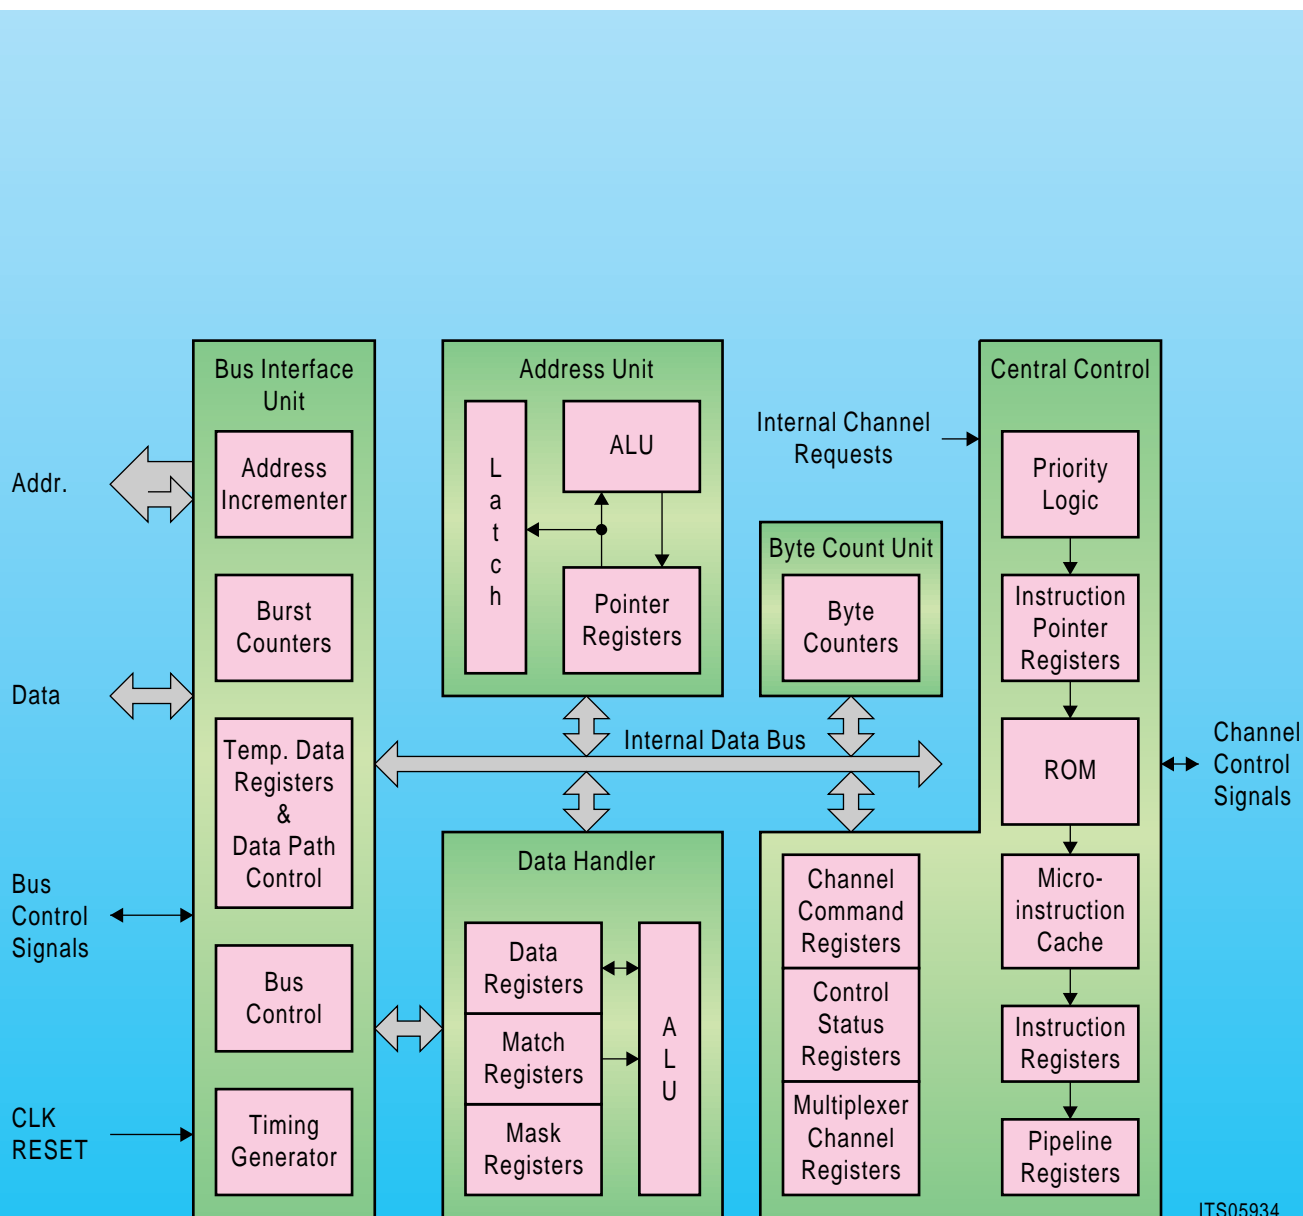 Bus Interface
Unit
Address
Incrementer
Burst
Counters
Temp. Data
Registers
&
Data Path
Control
Bus
Control
Timing
Generator
Addr.
Data
Bus
Control
Signals
CLK
RESET
Address Unit
L
a
t
c
h
ALU
Pointer
Registers
Internal Data Bus
Data Handler
Data
Registers
Match
Registers
Mask
Registers
A
L
U
Internal Channel
Requests
Byte Count Unit
Byte
Counters
Central Control
Priority
Logic
Instruction
Pointer
Registers
ROM
Micro-
instruction
Cache
Instruction
Registers
Pipeline
Registers
Channel
Command
Registers
Control
Status
Registers
Multiplexer
Channel
Registers
Channel
Control
Signals
ITS05934